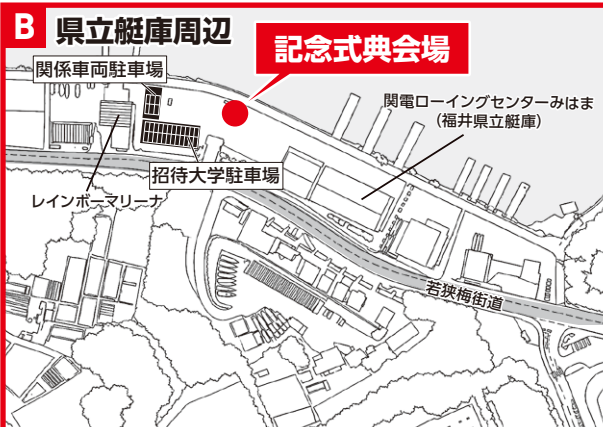 B 県立艇庫周辺
記念式典会場
関係車両駐車場
関電ローイングセンターみはま
（福井県立艇庫）
招待大学駐車場
レインボーマリーナ
若狭梅街道